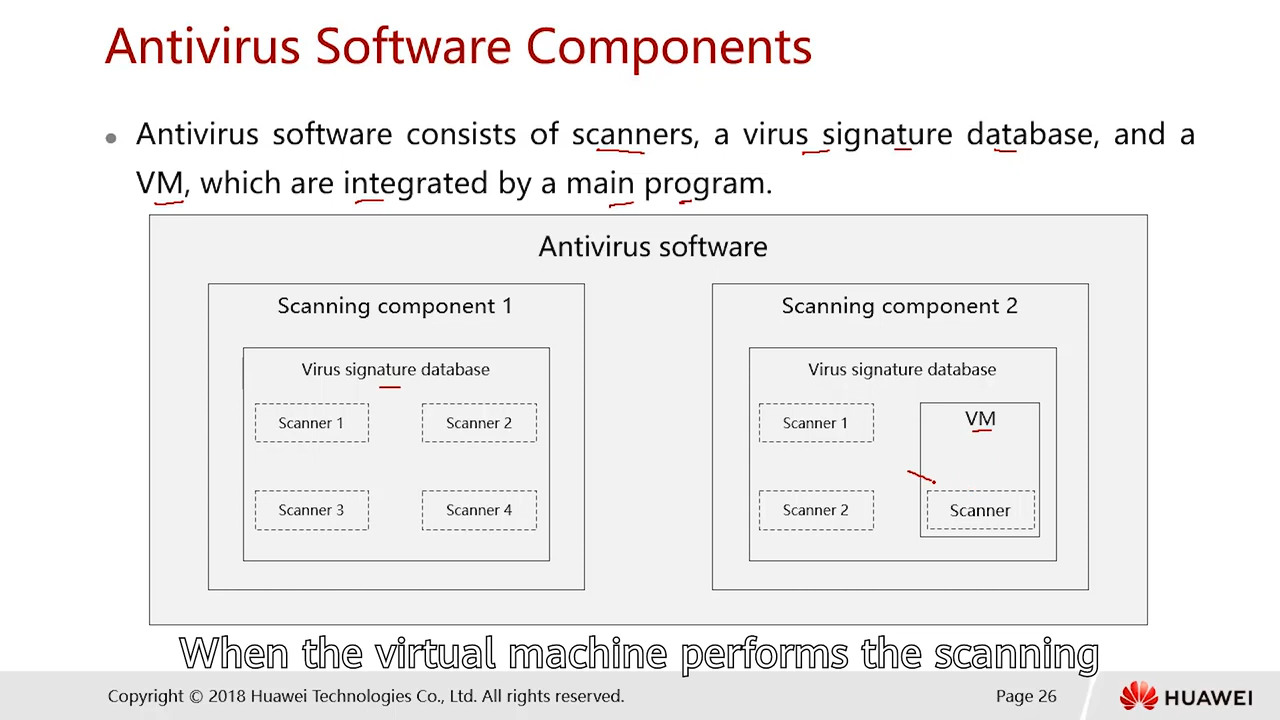 Antivirus Software Components
Antivirus software consists of scanners, a virus signature database, and a
VM, which are integrated by a main program.
Antivirus software
Scanning component 1
Virus signature database
Scanner 1
Scanner 2
Scanner 3
Scanner 4
Scanning component 2
Virus signature database
Scanner 1
VM
Scanner 2
Scanner
When the virtual machine performs the scanning
Copyright © 2018 Huawei Technologies Co., Ltd. All rights reserved.
Page 26
HUAWEI